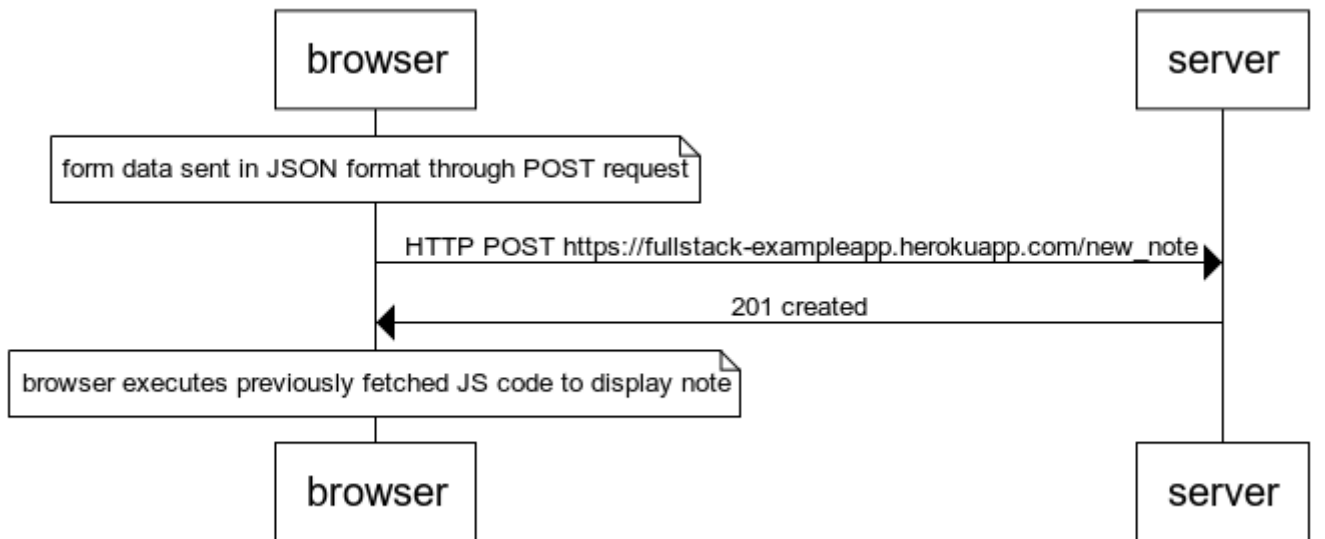 browser
server
form data sent in JSON format through POST request
HTTP POST https://fullstack-exampleapp.herokuapp.com/new_note
201 created
browser executes previously fetched JS code to display note
browser
server